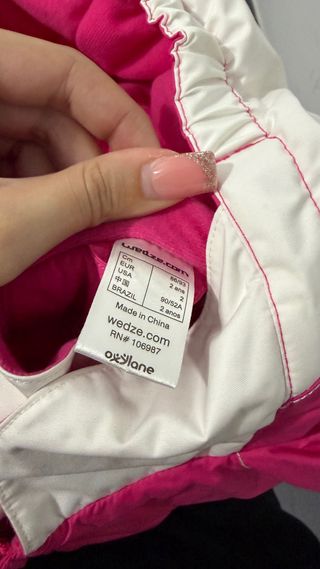 wedze.com
Cm 86/93
EUR 2 ans
USA 2
中国 90/52A
BRAZIL 2 anos
Made in China
wedze.com
RN# 106987
oxylane